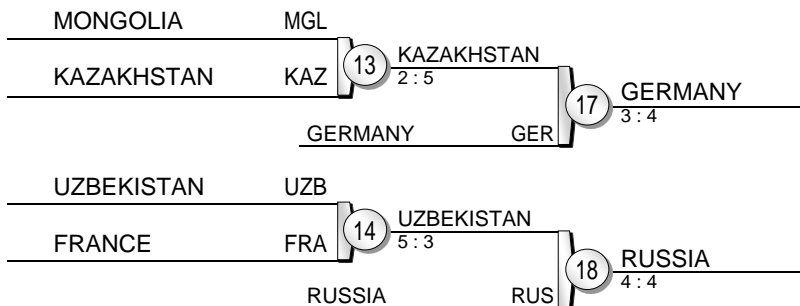 MONGOLIA MGL
13 KAZAKHSTAN
2 : 5
KAZAKHSTAN KAZ
17 GERMANY
3 : 4
GERMANY GER
UZBEKISTAN UZB
14 UZBEKISTAN
5 : 3
FRANCE FRA
18 RUSSIA
4 : 4
RUSSIA RUS